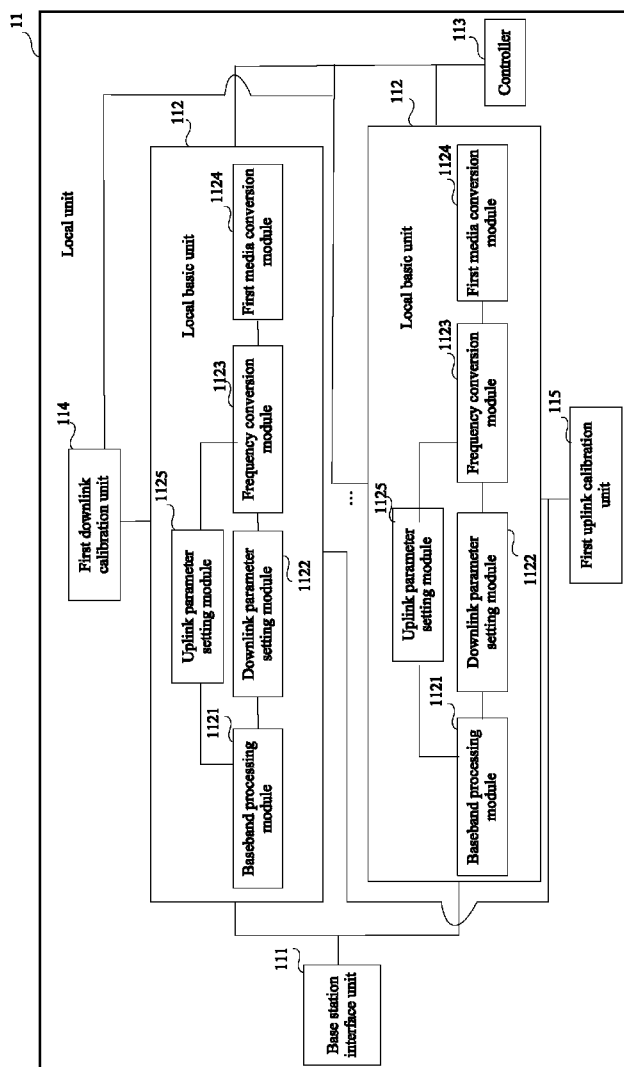 11
Local unit
114
First downlink
calibration unit
112
Local basic unit
1125
Uplink parameter
setting module
1121
Baseband processing
module
Downlink parameter
setting module
1122
1123
Frequency conversion
module
1124
First media conversion
module
111
Base station
interface unit
...
113
Controller
112
Local basic unit
1125
Uplink parameter
setting module
1121
Baseband processing
module
Downlink parameter
setting module
1122
1123
Frequency conversion
module
1124
First media conversion
module
115
First uplink calibration
unit